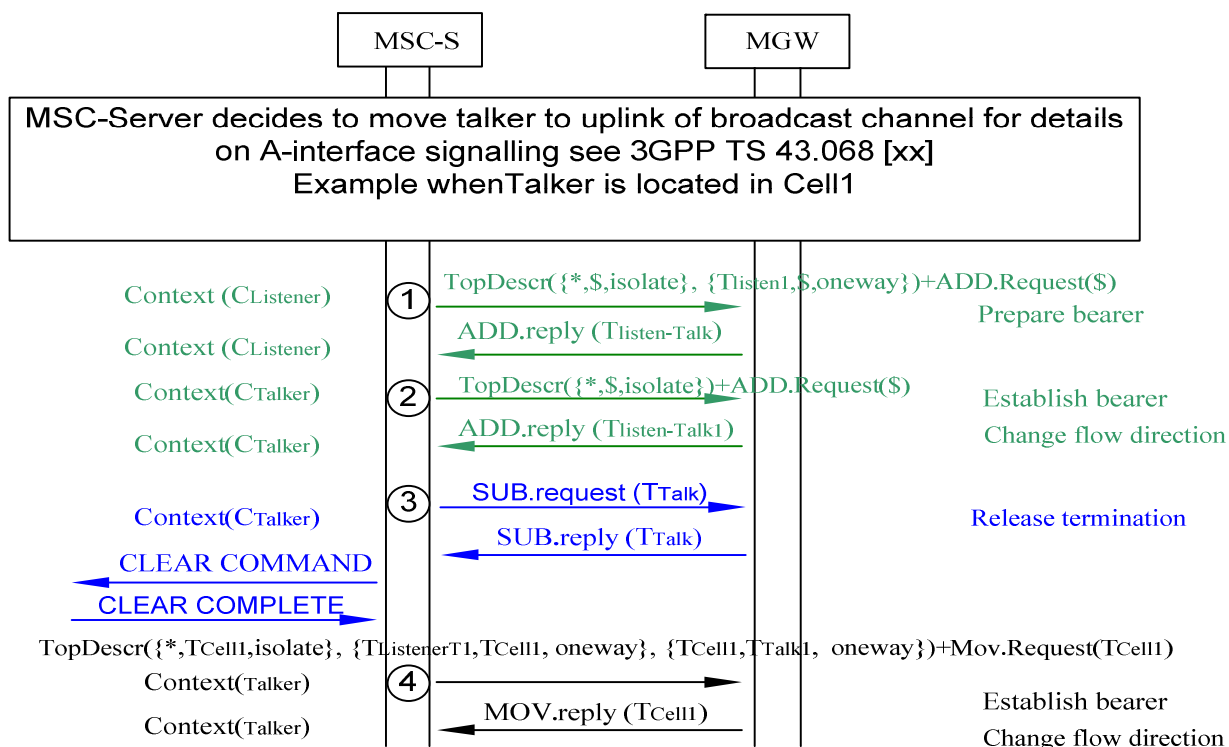 MSC-S MGW
MSC-Server decides to move talker to uplink of broadcast channel for details
on A-interface signalling see 3GPP TS 43.068 [xx]
Example whenTalker is located in Cell1
Context (CListener) 1 TopDescr({*,$,isolate}, {Tlisten1,$,oneway})+ADD.Request($)
Prepare bearer
Context (CListener) ADD.reply (Tlisten-Talk)
Context(CTalker) 2 TopDescr({*,$,isolate})+ADD.Request($)
Establish bearer
Context(CTalker) ADD.reply (Tlisten-Talk1) Change flow direction
Context(CTalker) 3 SUB.request (TTalk) Release termination
SUB.reply (TTalk)
CLEAR COMMAND
CLEAR COMPLETE
TopDescr({*,TCell1,isolate}, {TListenerT1,TCell1, oneway}, {TCell1,TTalk1, oneway})+Mov.Request(TCell1)
Context(Talker) 4
Establish bearer
Context(Talker) MOV.reply (TCell1)
Change flow direction